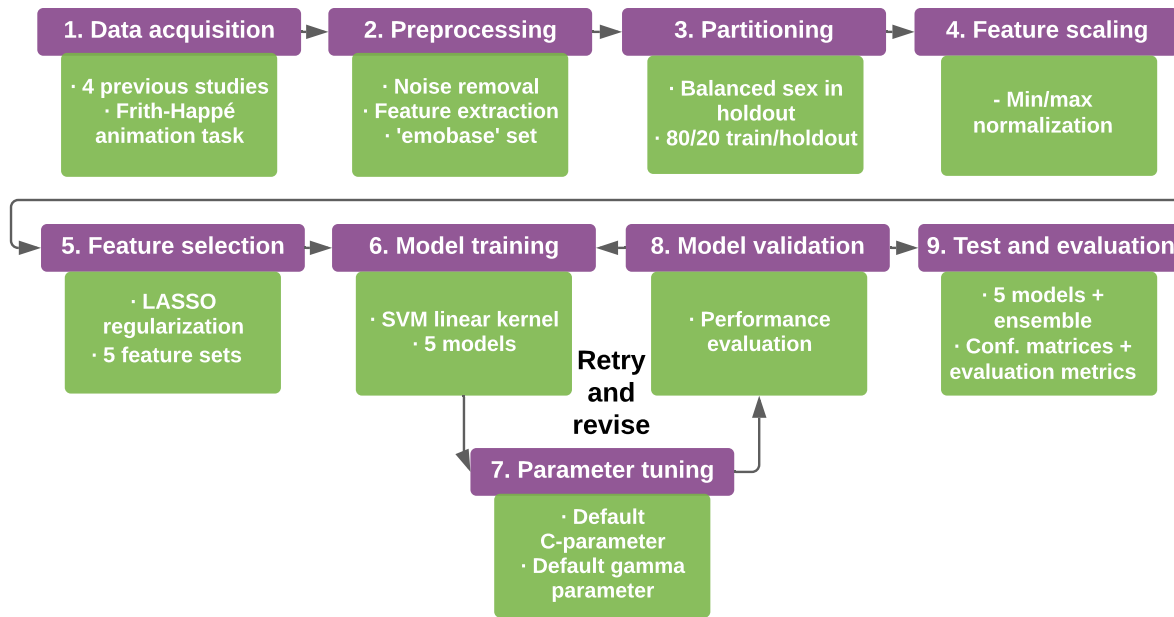 1. Data acquisition
· 4 previous studies
· Frith-Happé
animation task
2. Preprocessing
· Noise removal
· Feature extraction
· 'emobase' set
3. Partitioning
· Balanced sex in
holdout
· 80/20 train/holdout
4. Feature scaling
- Min/max
normalization
5. Feature selection
· LASSO
regularization
· 5 feature sets
6. Model training
· SVM linear kernel
· 5 models
Retry
and
revise
7. Parameter tuning
· Default
C-parameter
· Default gamma
parameter
8. Model validation
· Performance
evaluation
9. Test and evaluation
· 5 models +
ensemble
· Conf. matrices +
evaluation metrics